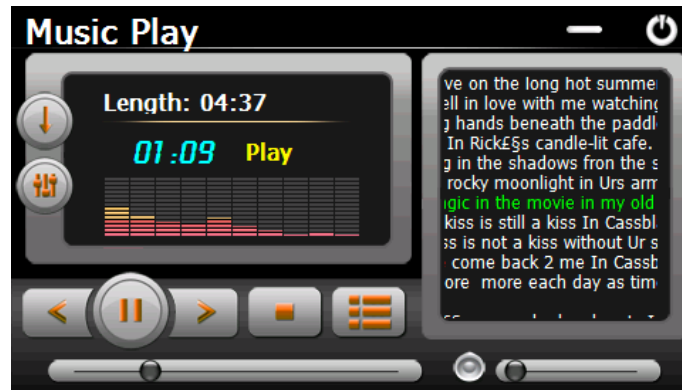 Music Play
Length: 04:37
01:09 Play
ve on the long hot summe
ell in love with me watching
g hands beneath the paddl
In Rick£§s candle-lit cafe.
g in the shadows fron the s
rocky moonlight in Urs arm
agic in the movie in my old
kiss is still a kiss In Cassbl
ss is not a kiss without Ur s
come back 2 me In Cassb
ore more each day as tim